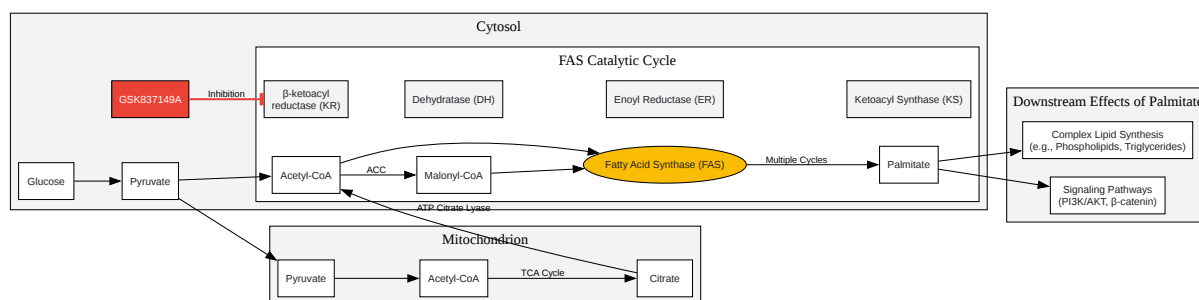 Cytosol
FAS Catalytic Cycle
GSK837149A
Inhibition
β-ketoacyl
reductase (KR)
Dehydratase (DH)
Enoyl Reductase (ER)
Ketoacyl Synthase (KS)
Glucose
Pyruvate
Acetyl-CoA
ACC
Malonyl-CoA
Fatty Acid Synthase (FAS)
Multiple Cycles
Palmitate
Downstream Effects of Palmitate
Complex Lipid Synthesis
(e.g., Phospholipids, Triglycerides)
Signaling Pathways
(PI3K/AKT, β-catenin)
ATP Citrate Lyase
Mitochondrion
Pyruvate
Acetyl-CoA
TCA Cycle
Citrate